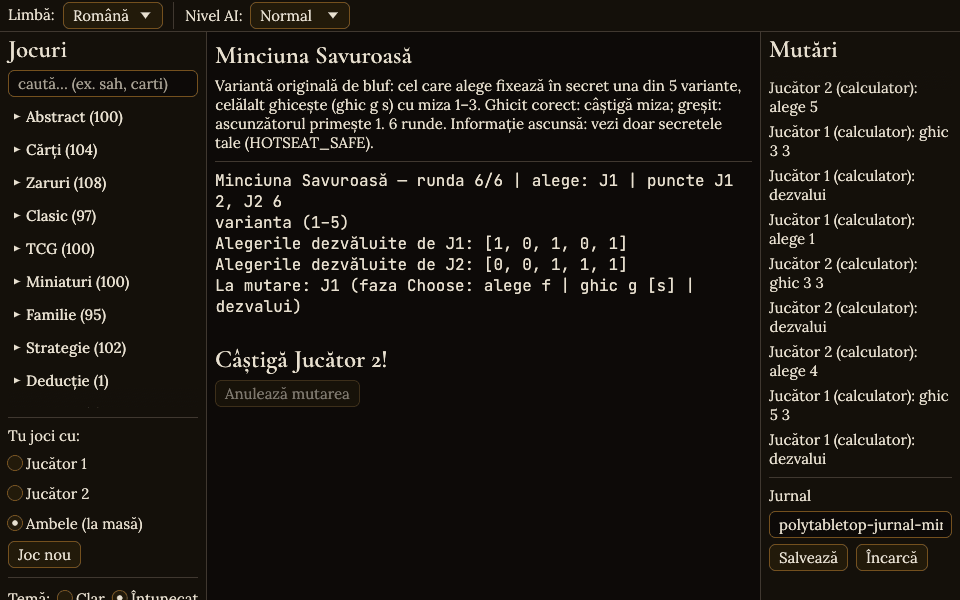 Limbă: Română ▼ Nivel AI: Normal ▼
Jocuri
caută... (ex. sah, carti)
▸ Abstract (100)
▸ Cărți (104)
▸ Zaruri (108)
▸ Clasic (97)
▸ TCG (100)
▸ Miniaturi (100)
▸ Familie (95)
▸ Strategie (102)
▸ Deducție (1)
Tu joci cu:
Jucător 1
Jucător 2
Ambele (la masă)
Joc nou
Temă: Clar Întunecat
Minciuna Savuroasă
Variantă originală de bluf: cel care alege fixează în secret una din 5 variante,
celălalt ghicește (ghic g s) cu miza 1–3. Ghicit corect: câștigă miza; greșit:
ascunzătorul primește 1. 6 runde. Informație ascunsă: vezi doar secretele
tale (HOTSEAT_SAFE).
Minciuna Savuroasă — runda 6/6 | alege: J1 | puncte J1
2, J2 6
varianta (1–5)
Alegerile dezvăluite de J1: [1, 0, 1, 0, 1]
Alegerile dezvăluite de J2: [0, 0, 1, 1, 1]
La mutare: J1 (faza Choose: alege f | ghic g [s] |
dezvalui)
Câștigă Jucător 2!
Anulează mutarea
Mutări
Jucător 2 (calculator):
alege 5
Jucător 1 (calculator): ghic
3 3
Jucător 1 (calculator):
dezvalui
Jucător 1 (calculator):
alege 1
Jucător 2 (calculator):
ghic 3 3
Jucător 2 (calculator):
dezvalui
Jucător 2 (calculator):
alege 4
Jucător 1 (calculator): ghic
5 3
Jucător 1 (calculator):
dezvalui
Jurnal
polytabletop-jurnal-min
Salvează Încarcă